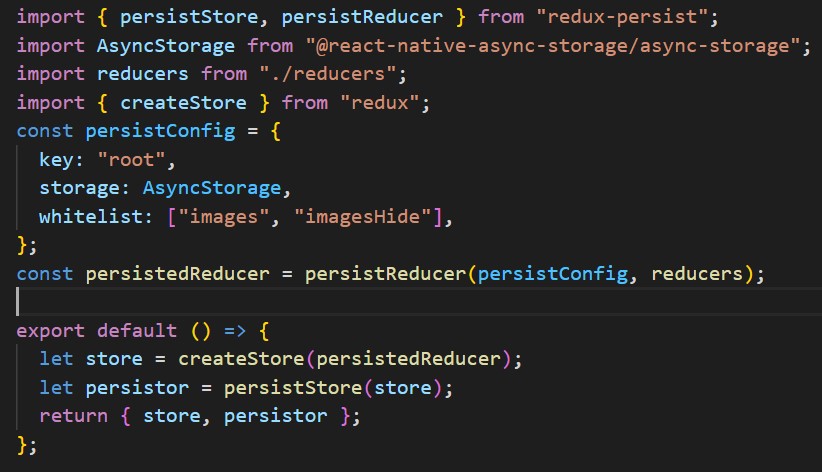 import { persistStore, persistReducer } from "redux-persist";
import AsyncStorage from "@react-native-async-storage/async-storage";
import reducers from "./reducers";
import { createStore } from "redux";
const persistConfig = {
  key: "root",
  storage: AsyncStorage,
  whitelist: ["images", "imagesHide"],
};
const persistedReducer = persistReducer(persistConfig, reducers);

export default () => {
  let store = createStore(persistedReducer);
  let persistor = persistStore(store);
  return { store, persistor };
};